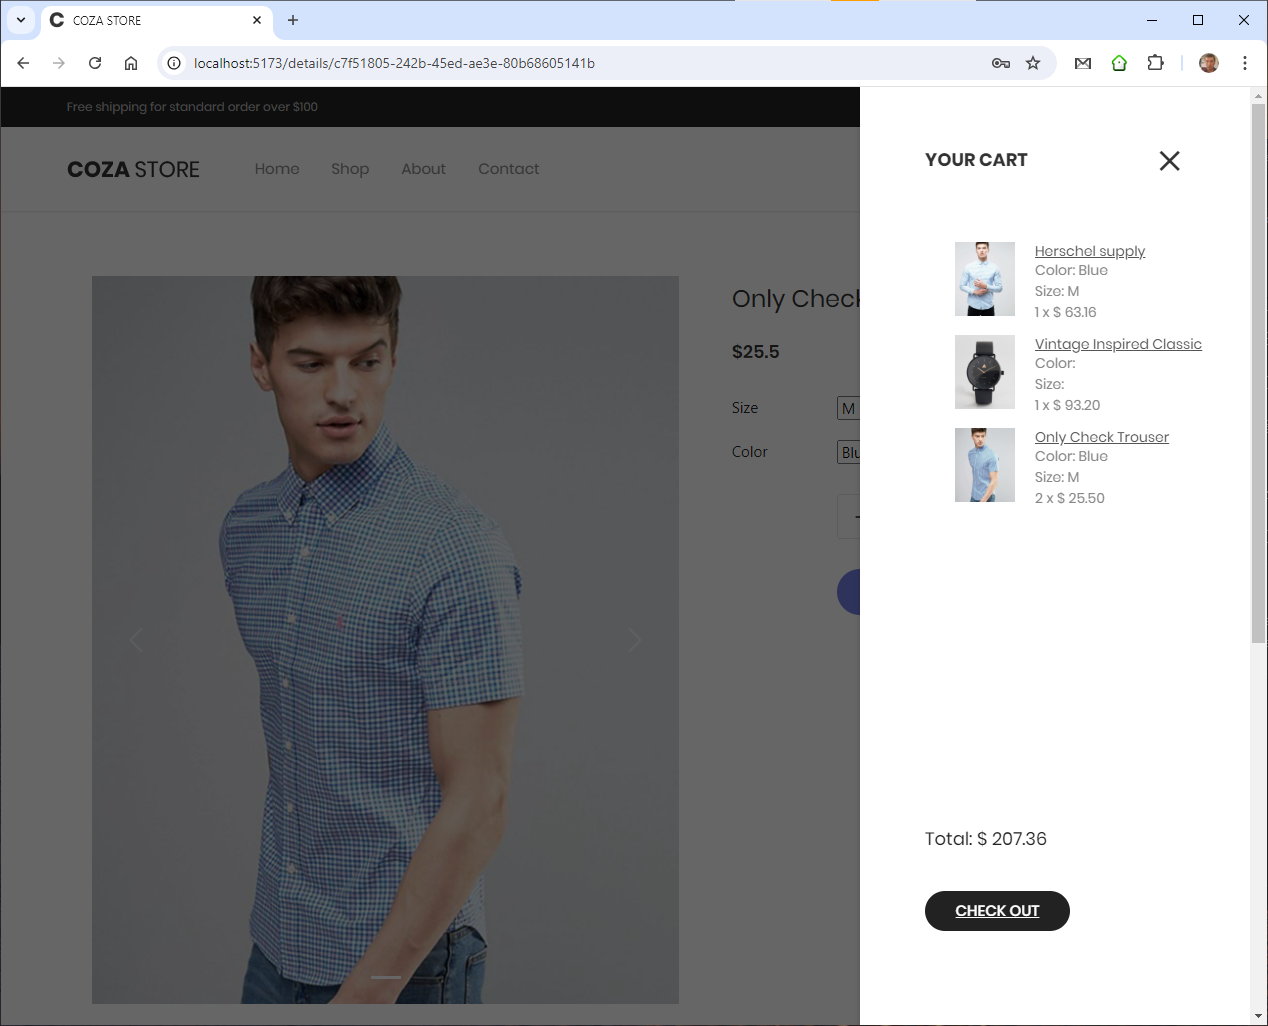 COZA STORE
localhost:5173/details/c7f51805-242b-45ed-ae3e-80b68605141b
Free shipping for standard order over $100
COZA STORE
Home
Shop
About
Contact
Only Check
$25.5
Size
M
Color
Blu
YOUR CART
Herschel supply
Color: Blue
Size: M
1 x $ 63.16
Vintage Inspired Classic
Color:
Size:
1 x $ 93.20
Only Check Trouser
Color: Blue
Size: M
2 x $ 25.50
Total: $ 207.36
CHECK OUT